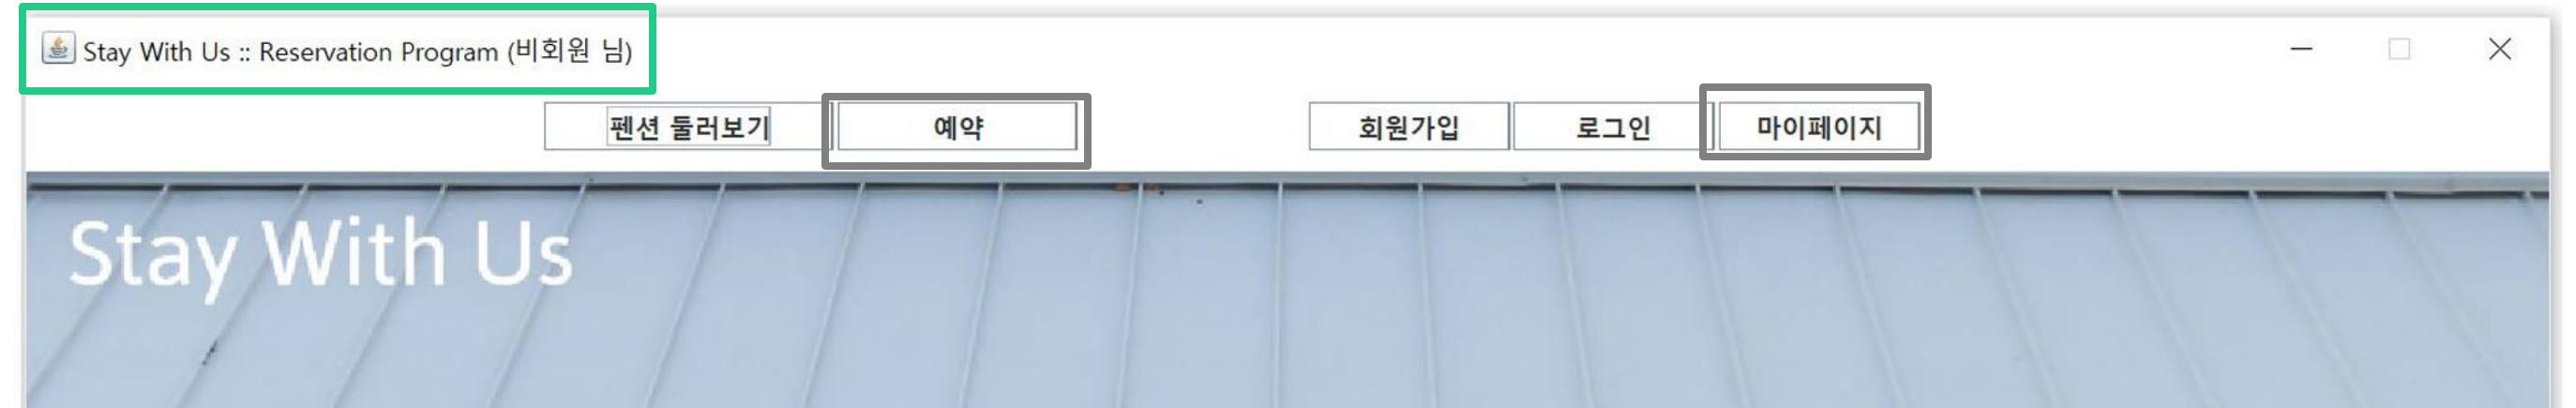 Stay With Us :: Reservation Program (비회원 님)
펜션 둘러보기 예약 회원가입 로그인 마이페이지
Stay With Us